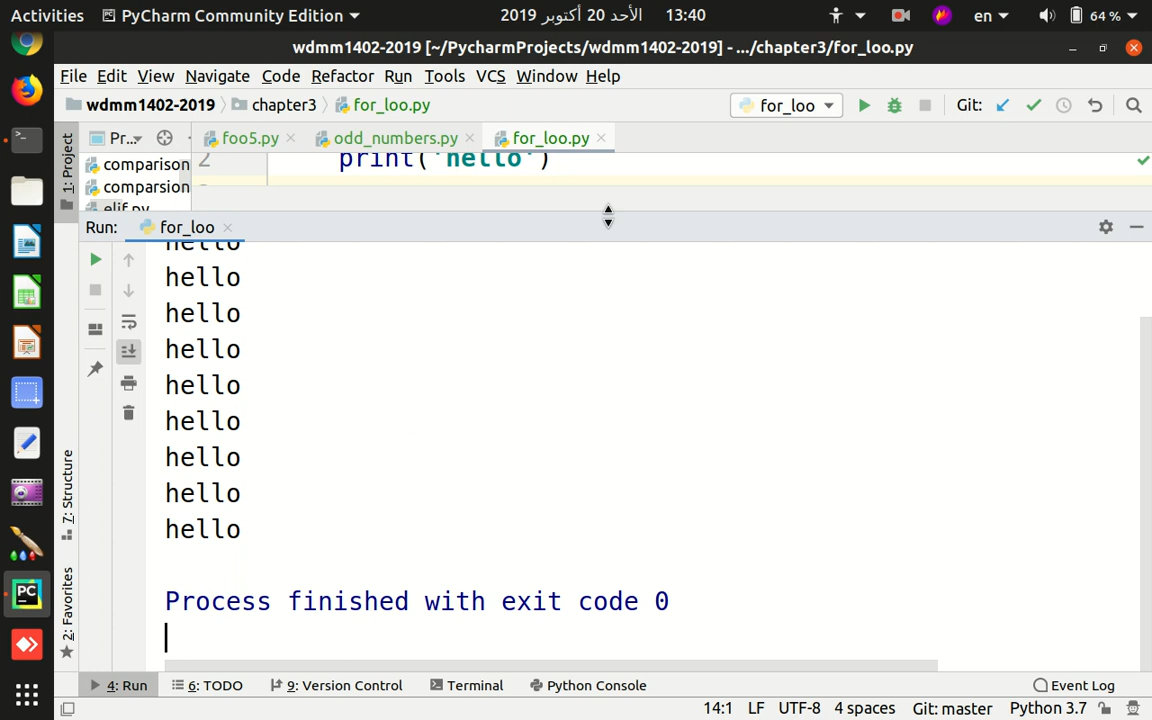 Activities PyCharm Community Edition الأحد 20 أكتوبر 2019 13:40 en 64 %
wdmm1402-2019 [~/PycharmProjects/wdmm1402-2019] - .../chapter3/for_loo.py
File Edit View Navigate Code Refactor Run Tools VCS Window Help
wdmm1402-2019 chapter3 for_loo.py for_loo Git:
1: Project Pr... foo5.py odd_numbers.py for_loo.py
comparison
2 print('hello')
comparsion
elif.py
Run: for_loo
hello
hello
hello
hello
hello
hello
hello
hello
hello
7: Structure
2: Favorites
Process finished with exit code 0
4: Run 6: TODO 9: Version Control Terminal Python Console Event Log
14:1 LF UTF-8 4 spaces Git: master Python 3.7